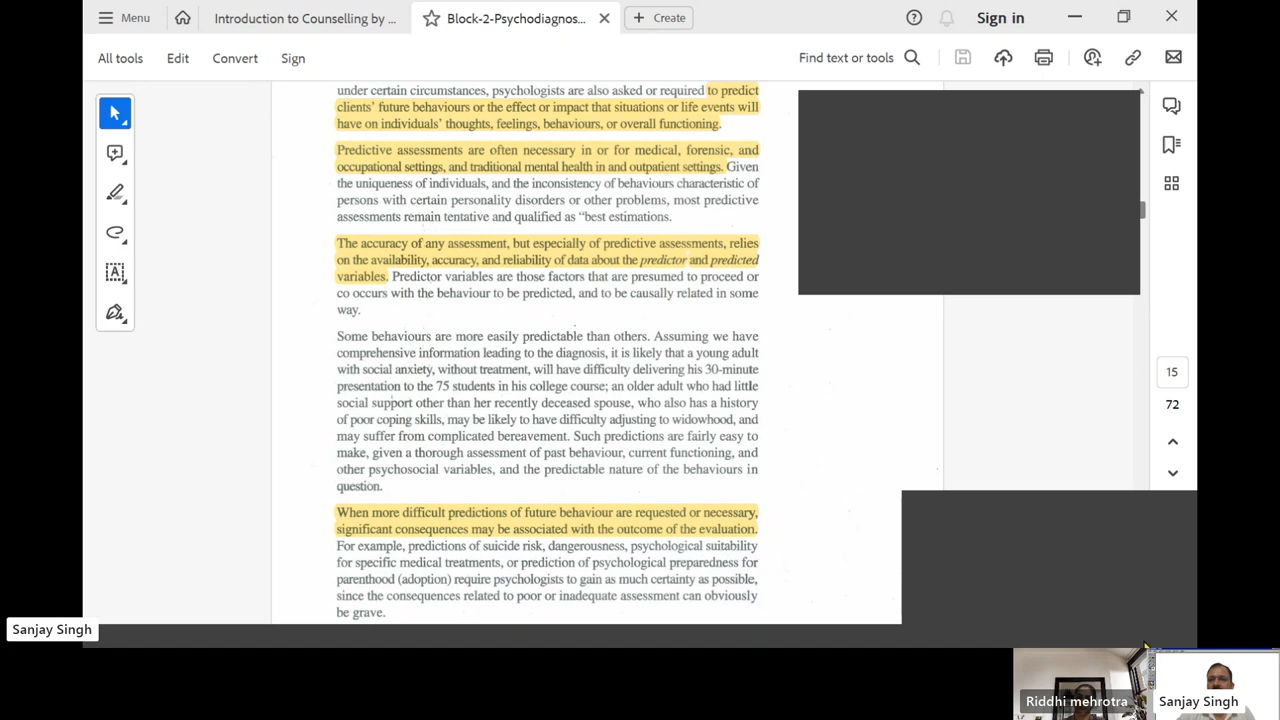 Menu
Introduction to Counselling by ...
Block-2-Psychodiagnos...
Create
Sign in
All tools
Edit
Convert
Sign
Find text or tools
under certain circumstances, psychologists are also asked or required to predict
clients' future behaviours or the effect or impact that situations or life events will
have on individuals' thoughts, feelings, behaviours, or overall functioning.
Predictive assessments are often necessary in or for medical, forensic, and
occupational settings, and traditional mental health in and outpatient settings. Given
the uniqueness of individuals, and the inconsistency of behaviours characteristic of
persons with certain personality disorders or other problems, most predictive
assessments remain tentative and qualified as "best estimations.
The accuracy of any assessment, but especially of predictive assessments, relies
on the availability, accuracy, and reliability of data about the predictor and predicted
variables. Predictor variables are those factors that are presumed to proceed or
co occurs with the behaviour to be predicted, and to be causally related in some
way.
Some behaviours are more easily predictable than others. Assuming we have
comprehensive information leading to the diagnosis, it is likely that a young adult
with social anxiety, without treatment, will have difficulty delivering his 30-minute
presentation to the 75 students in his college course; an older adult who had little
social support other than her recently deceased spouse, who also has a history
of poor coping skills, may be likely to have difficulty adjusting to widowhood, and
may suffer from complicated bereavement. Such predictions are fairly easy to
make, given a thorough assessment of past behaviour, current functioning, and
other psychosocial variables, and the predictable nature of the behaviours in
question.
When more difficult predictions of future behaviour are requested or necessary,
significant consequences may be associated with the outcome of the evaluation.
For example, predictions of suicide risk, dangerousness, psychological suitability
for specific medical treatments, or prediction of psychological preparedness for
parenthood (adoption) require psychologists to gain as much certainty as possible,
since the consequences related to poor or inadequate assessment can obviously
be grave.
15
72
Sanjay Singh
Riddhi mehrotra
Sanjay Singh